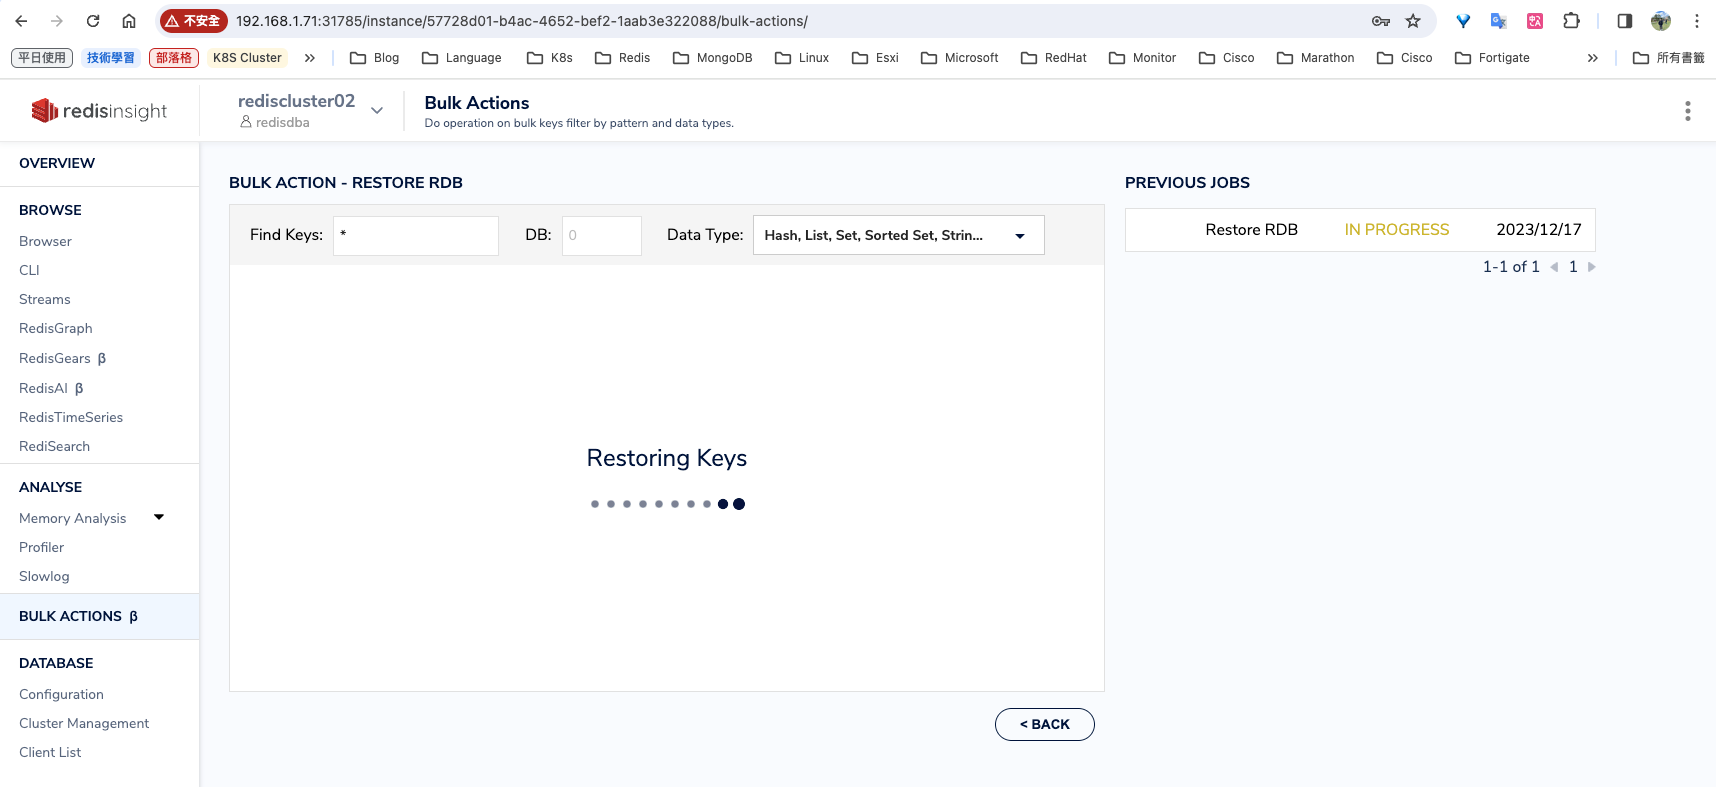 不安全 192.168.1.71:31785/instance/57728d01-b4ac-4652-bef2-1aab3e322088/bulk-actions/
平日使用 技術學習 部落格 K8S Cluster » Blog Language K8s Redis MongoDB Linux Esxi Microsoft RedHat Monitor Cisco Marathon Cisco Fortigate » 所有書籤
redisinsight
rediscluster02
redisdba
Bulk Actions
Do operation on bulk keys filter by pattern and data types.
OVERVIEW
BROWSE
Browser
CLI
Streams
RedisGraph
RedisGears β
RedisAI β
RedisTimeSeries
RediSearch
ANALYSE
Memory Analysis
Profiler
Slowlog
BULK ACTIONS β
DATABASE
Configuration
Cluster Management
Client List
BULK ACTION - RESTORE RDB
Find Keys: * DB: 0 Data Type: Hash, List, Set, Sorted Set, Strin...
Restoring Keys
< BACK
PREVIOUS JOBS
Restore RDB IN PROGRESS 2023/12/17
1-1 of 1 1